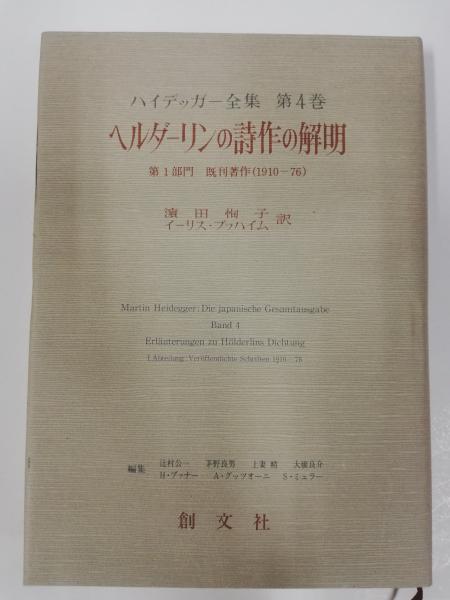 ハイデッガー全集 第4巻
ヘルダーリンの詩作の解明
第1部門 既刊著作(1910-76)
濵田恂子
イーリス・ブッハイム 訳
Martin Heidegger: Die japanische Gesamtausgabe
Band 4
Erläuterungen zu Hölderlins Dichtung
I. Abteilung: Veröffentlichte Schriften 1910-76
編集 辻村公一 茅野良男 上妻精 大橋良介
H・ブァナー A・グッツオーニ S・ミュラー
創文社